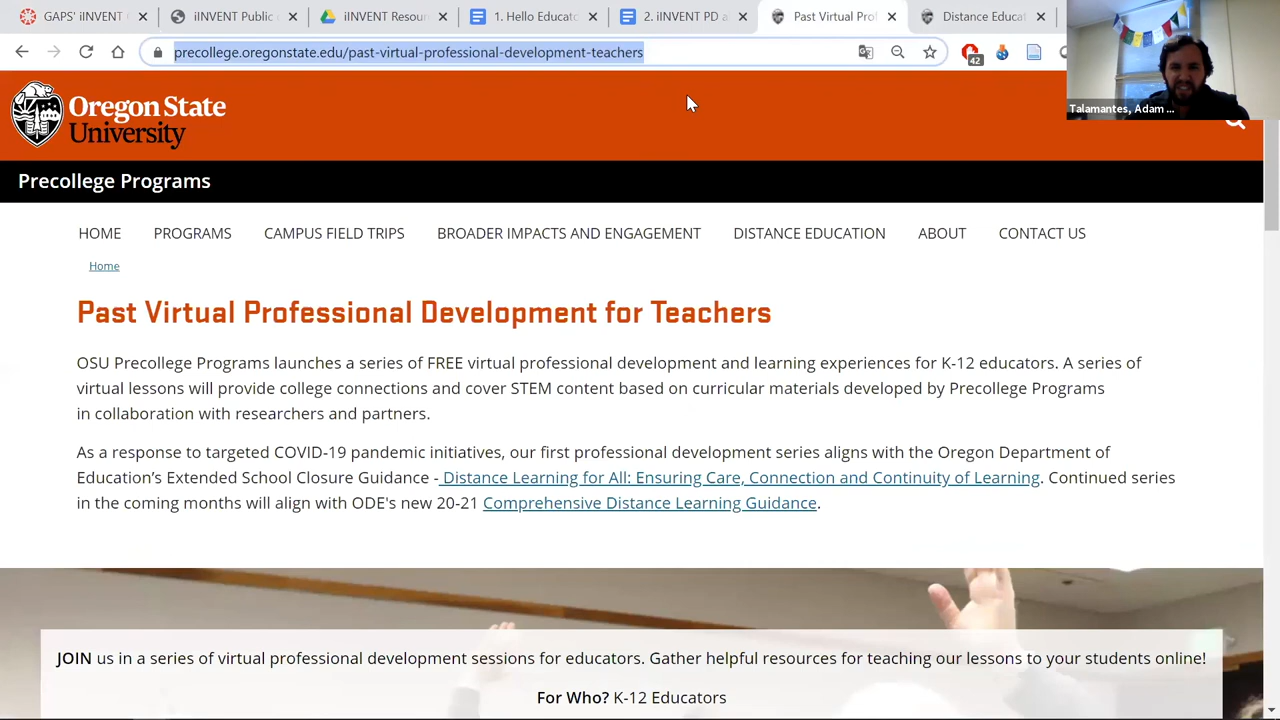 GAPS' iINVENT (
iINVENT Public
iINVENT Resour
1. Hello Educato
2. iINVENT PD a
Past Virtual Prof
Distance Educat
precollege.oregonstate.edu/past-virtual-professional-development-teachers
42
Talamantes, Adam ...
Oregon State
University
Precollege Programs
HOME PROGRAMS CAMPUS FIELD TRIPS BROADER IMPACTS AND ENGAGEMENT DISTANCE EDUCATION ABOUT CONTACT US
Home
Past Virtual Professional Development for Teachers
OSU Precollege Programs launches a series of FREE virtual professional development and learning experiences for K-12 educators. A series of
virtual lessons will provide college connections and cover STEM content based on curricular materials developed by Precollege Programs
in collaboration with researchers and partners.
As a response to targeted COVID-19 pandemic initiatives, our first professional development series aligns with the Oregon Department of
Education’s Extended School Closure Guidance - Distance Learning for All: Ensuring Care, Connection and Continuity of Learning. Continued series
in the coming months will align with ODE's new 20-21 Comprehensive Distance Learning Guidance.
JOIN us in a series of virtual professional development sessions for educators. Gather helpful resources for teaching our lessons to your students online!
For Who? K-12 Educators